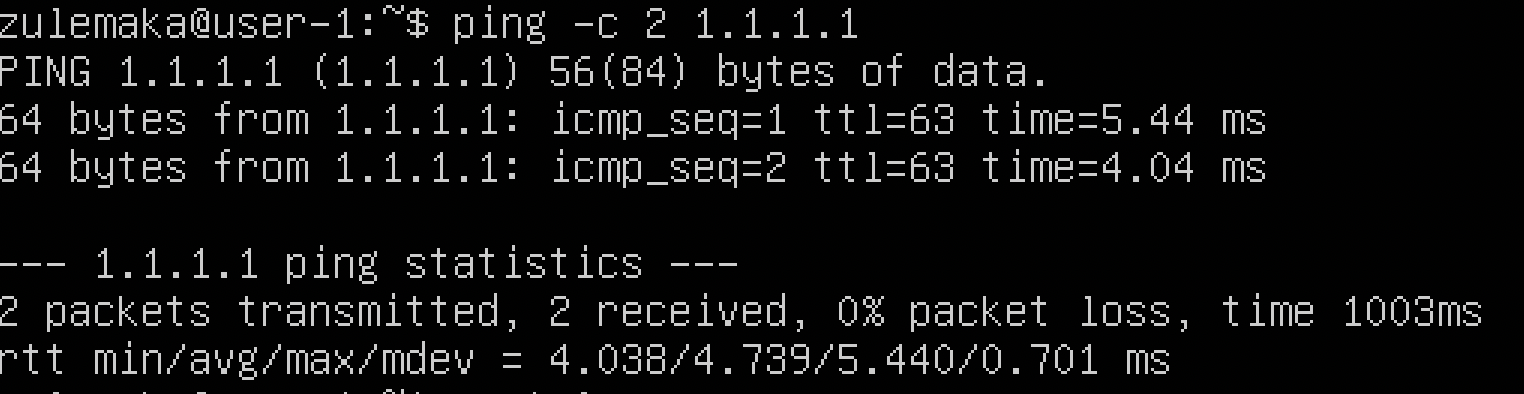 zulemaka@user-1:~$ ping -c 2 1.1.1.1
PING 1.1.1.1 (1.1.1.1) 56(84) bytes of data.
64 bytes from 1.1.1.1: icmp_seq=1 ttl=63 time=5.44 ms
64 bytes from 1.1.1.1: icmp_seq=2 ttl=63 time=4.04 ms
--- 1.1.1.1 ping statistics ---
2 packets transmitted, 2 received, 0% packet loss, time 1003ms
rtt min/avg/max/mdev = 4.038/4.739/5.440/0.701 ms